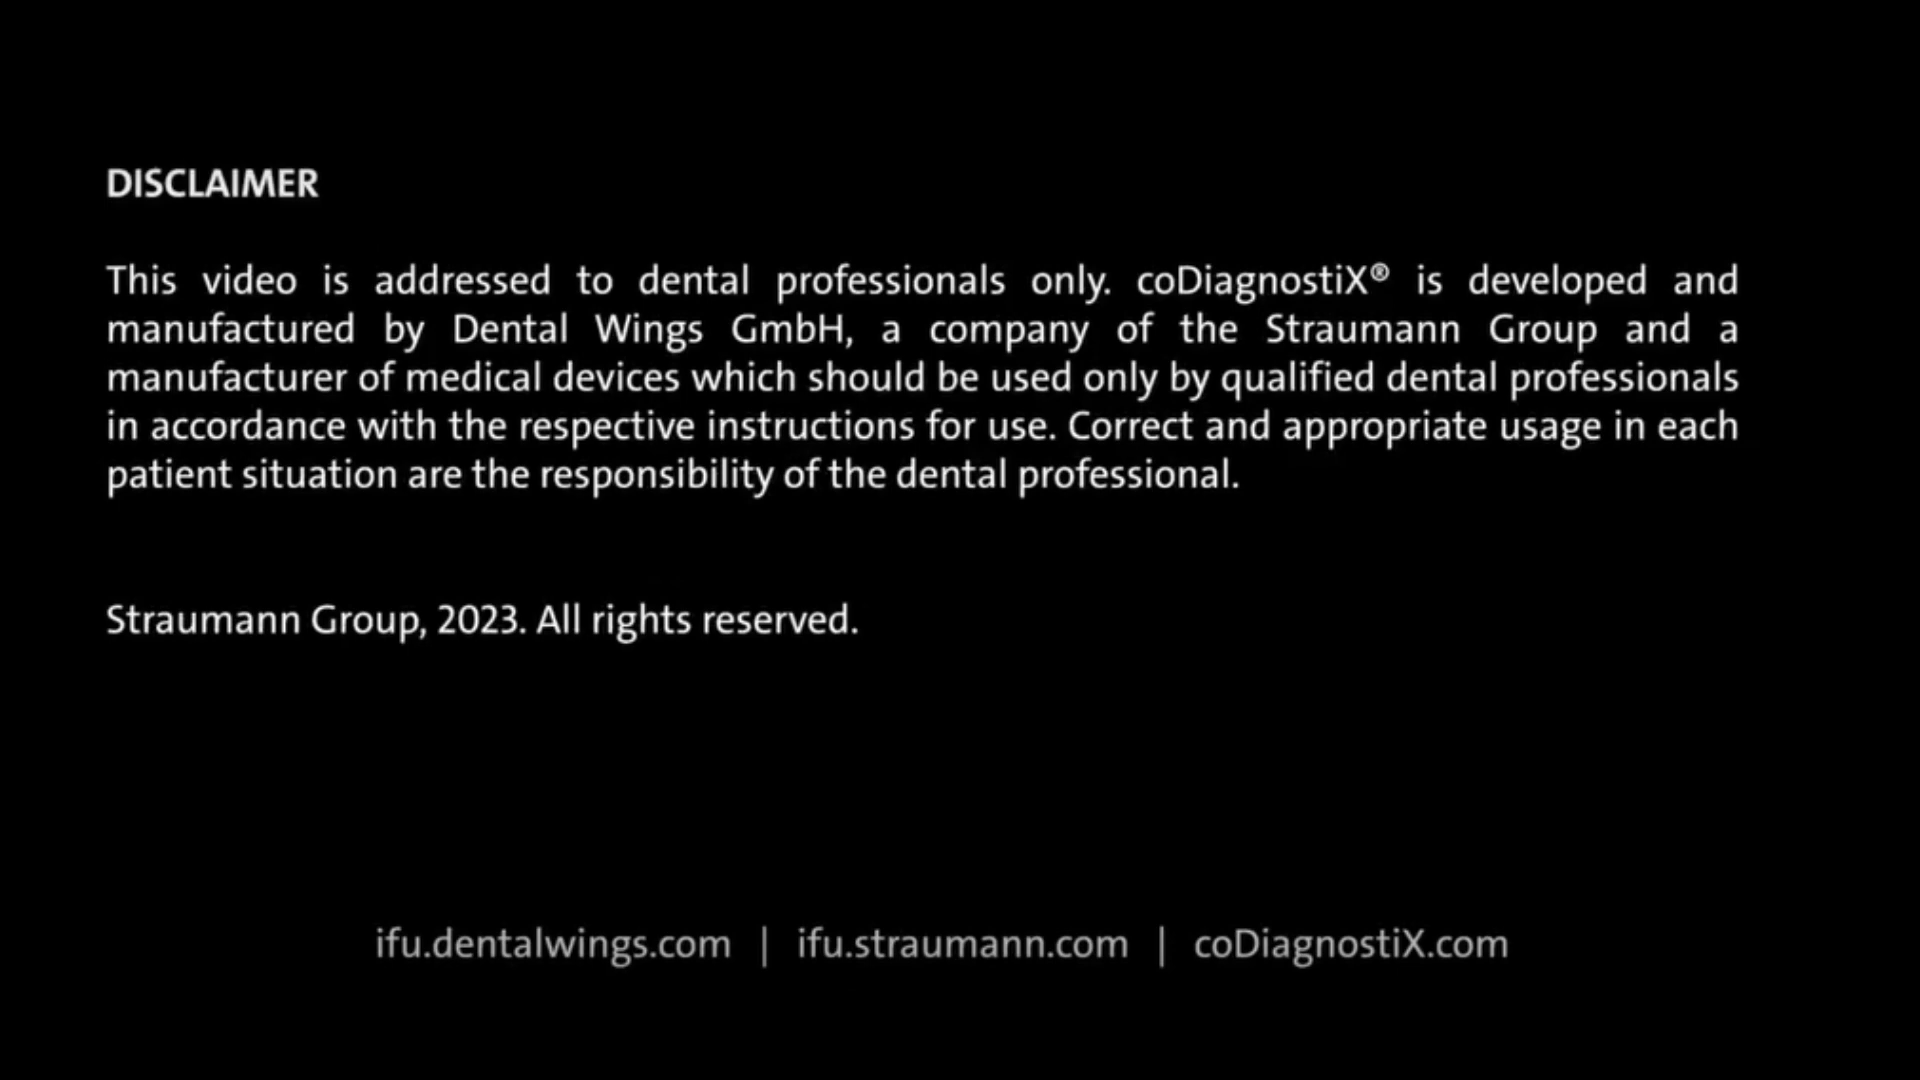 DISCLAIMER
This video is addressed to dental professionals only. coDiagnostiX® is developed and
manufactured by Dental Wings GmbH, a company of the Straumann Group and a
manufacturer of medical devices which should be used only by qualified dental professionals
in accordance with the respective instructions for use. Correct and appropriate usage in each
patient situation are the responsibility of the dental professional.
Straumann Group, 2023. All rights reserved.
ifu.dentalwings.com | ifu.straumann.com | coDiagnostiX.com